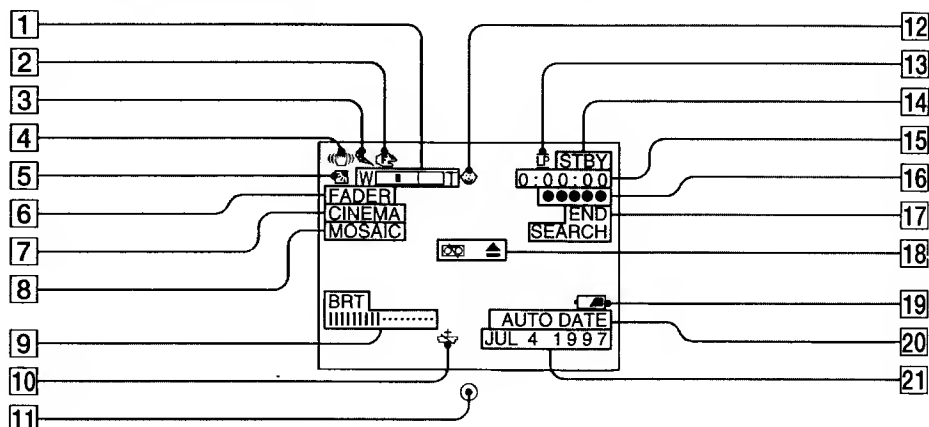 1
2
3
4
5
6
7
8
9
10
11
12
13
14
15
16
17
18
19
20
21
W T
STBY
0:00:00
FADER
CINEMA
MOSAIC
END
SEARCH
BRT
AUTO DATE
JUL 4 1997